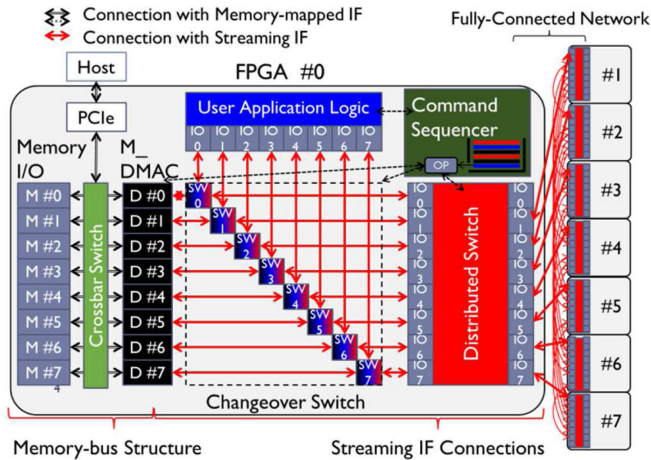 Connection with Memory-mapped IF
Connection with Streaming IF
Fully-Connected Network
Host
PCIe
FPGA #0
User Application Logic
IO 0 IO 1 IO 2 IO 3 IO 4 IO 5 IO 6 IO 7
Command
Sequencer
OP
Memory
I/O
M_
DMAC
Crossbar Switch
M #0
M #1
M #2
M #3
M #4
M #5
M #6
M #7
4
D #0
D #1
D #2
D #3
D #4
D #5
D #6
D #7
SW 0
SW 1
SW 2
SW 3
SW 4
SW 5
SW 6
SW 7
IO 0
IO 1
IO 2
IO 3
IO 4
IO 5
IO 6
IO 7
Distributed Switch
IO 0
IO 1
IO 2
IO 3
IO 4
IO 5
IO 6
IO 7
#1
#2
#3
#4
#5
#6
#7
Changeover Switch
Memory-bus Structure
Streaming IF Connections